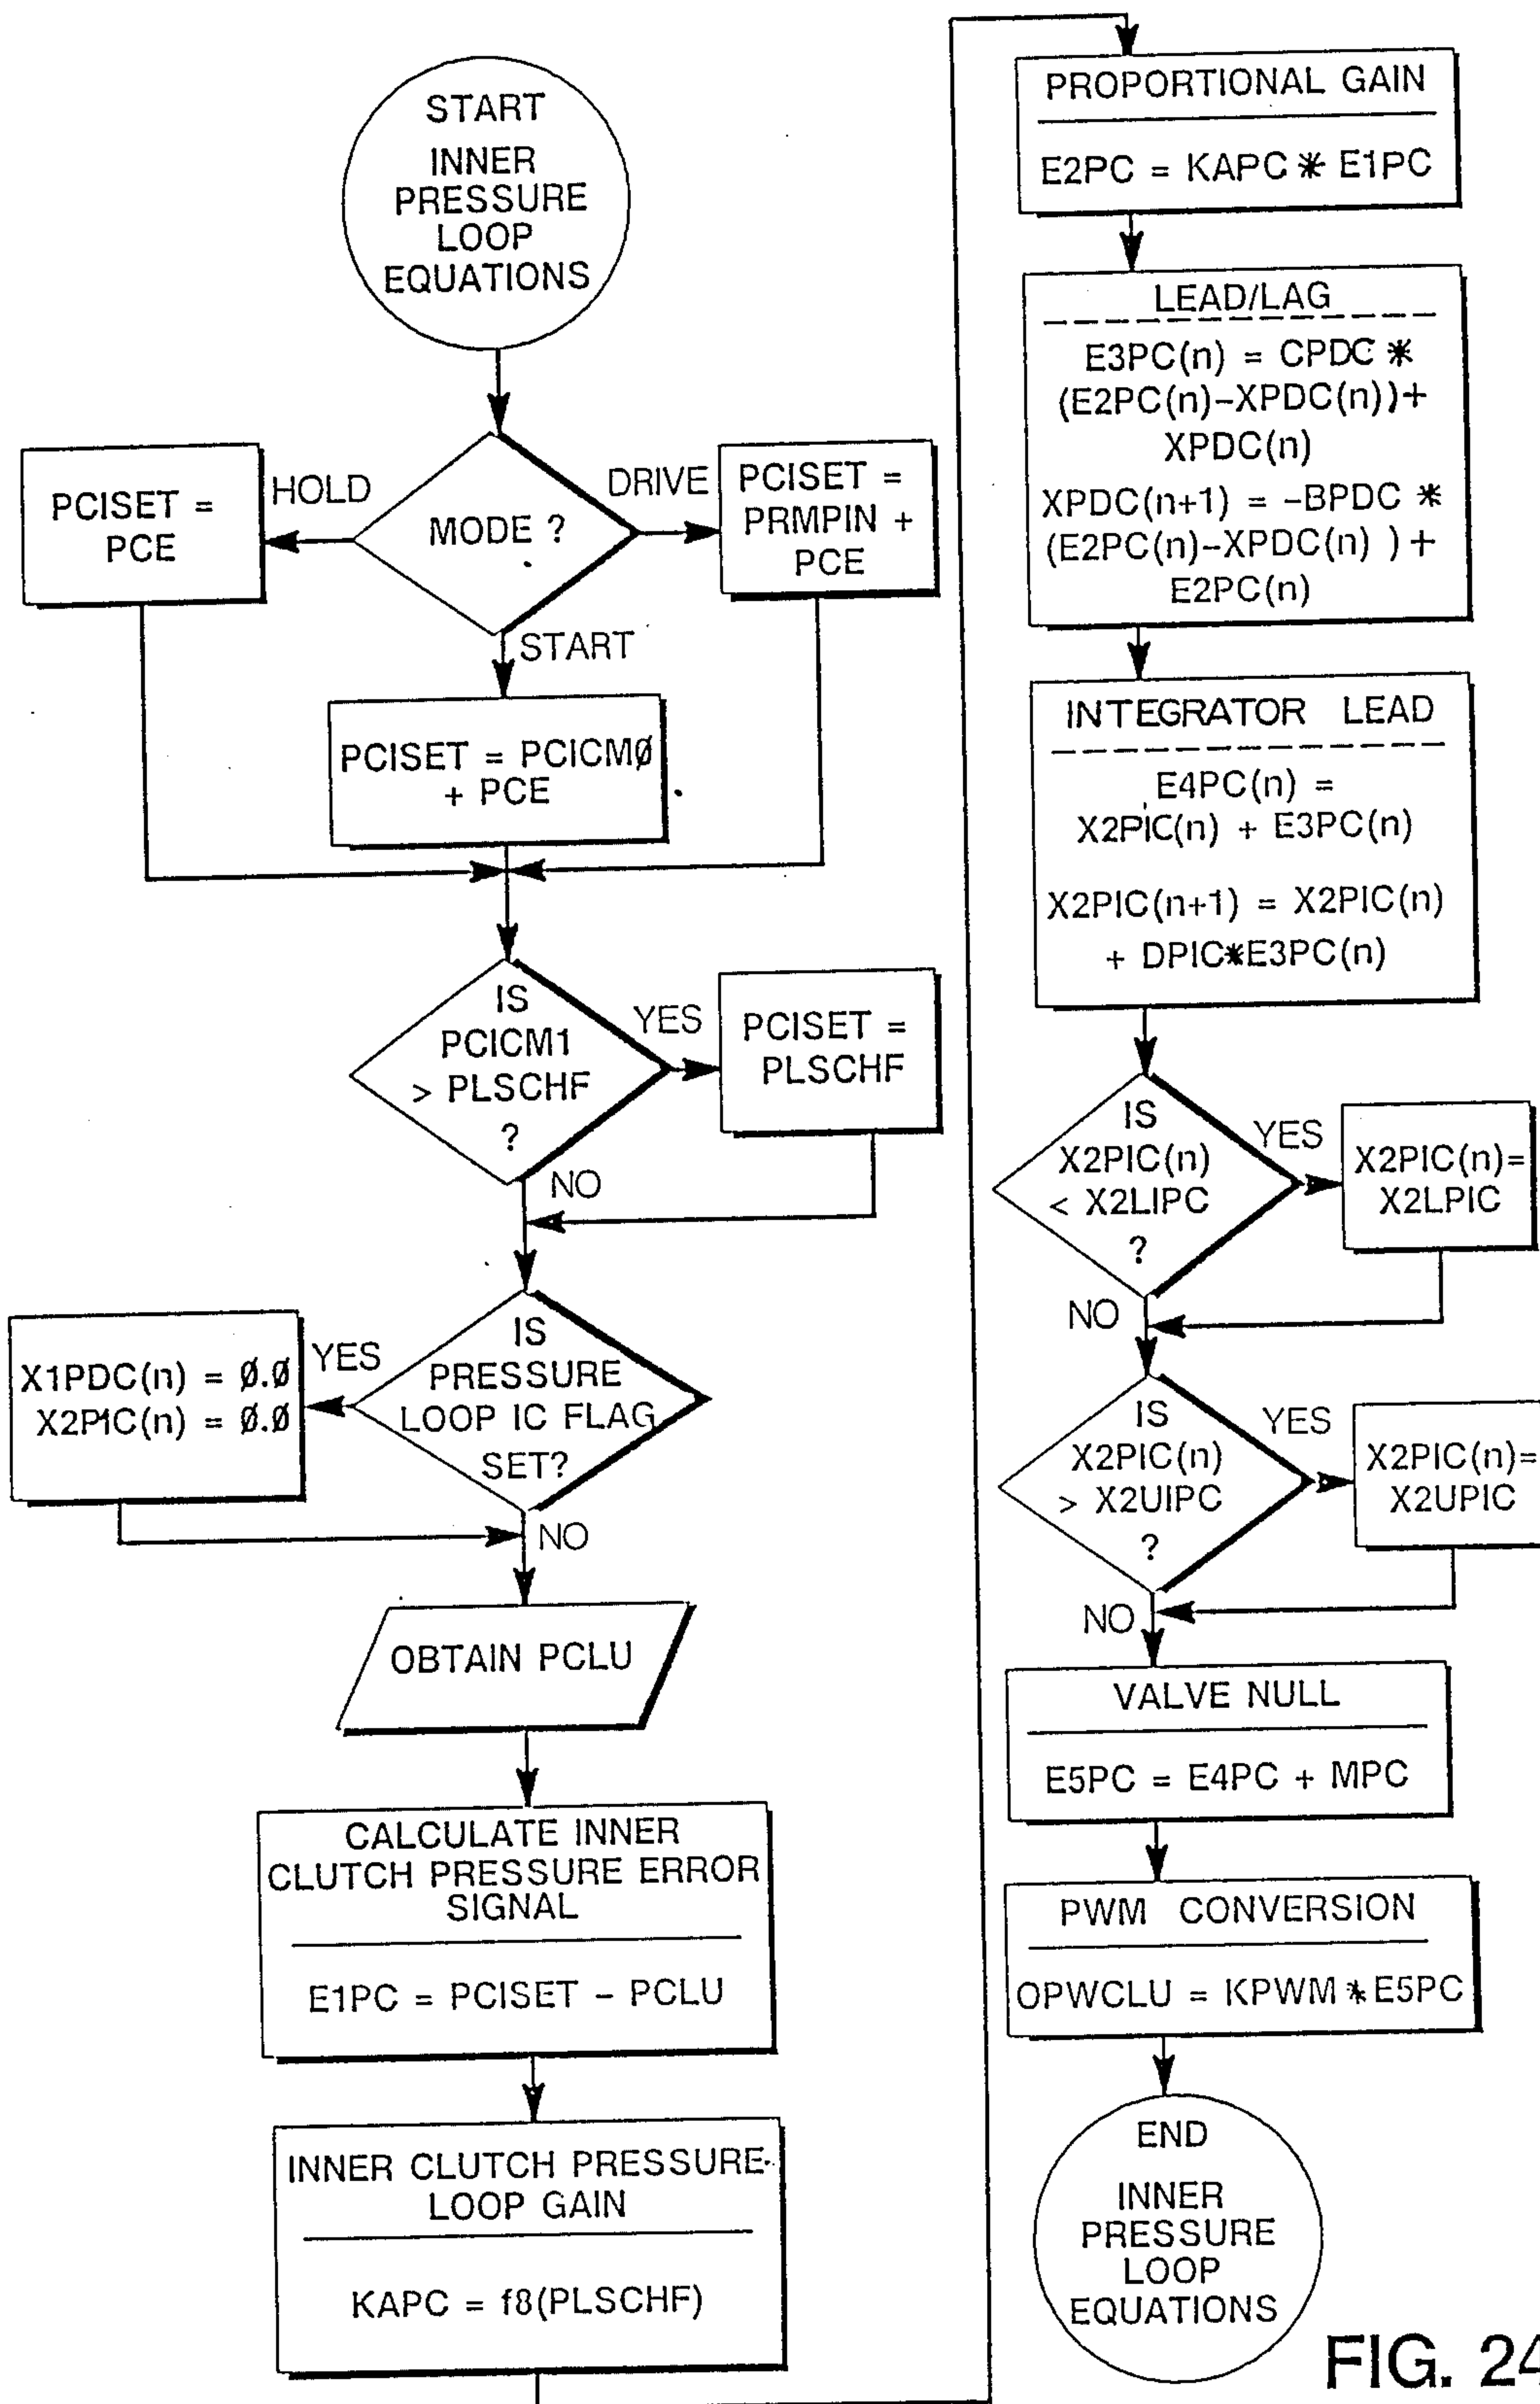 START
INNER
PRESSURE
LOOP
EQUATIONS
MODE ?
HOLD
PCISET =
PCE
DRIVE
PCISET =
PRMPIN +
PCE
START
PCISET = PCICMØ
+ PCE
IS
PCICM1
> PLSCHF
?
YES
PCISET =
PLSCHF
NO
IS
PRESSURE
LOOP IC FLAG
SET?
YES
X1PDC(n) = Ø.Ø
X2PIC(n) = Ø.Ø
NO
OBTAIN PCLU
CALCULATE INNER
CLUTCH PRESSURE ERROR
SIGNAL
E1PC = PCISET - PCLU
INNER CLUTCH PRESSURE
LOOP GAIN
KAPC = f8(PLSCHF)
PROPORTIONAL GAIN
E2PC = KAPC * E1PC
LEAD/LAG
E3PC(n) = CPDC *
(E2PC(n)-XPDC(n))+
XPDC(n)
XPDC(n+1) = -BPDC *
(E2PC(n)-XPDC(n) ) +
E2PC(n)
INTEGRATOR LEAD
E4PC(n) =
X2PIC(n) + E3PC(n)
X2PIC(n+1) = X2PIC(n)
+ DPIC*E3PC(n)
IS
X2PIC(n)
< X2LIPC
?
YES
X2PIC(n)=
X2LPIC
NO
IS
X2PIC(n)
> X2UIPC
?
YES
X2PIC(n)=
X2UPIC
NO
VALVE NULL
E5PC = E4PC + MPC
PWM CONVERSION
OPWCLU = KPWM * E5PC
END
INNER
PRESSURE
LOOP
EQUATIONS
FIG. 24